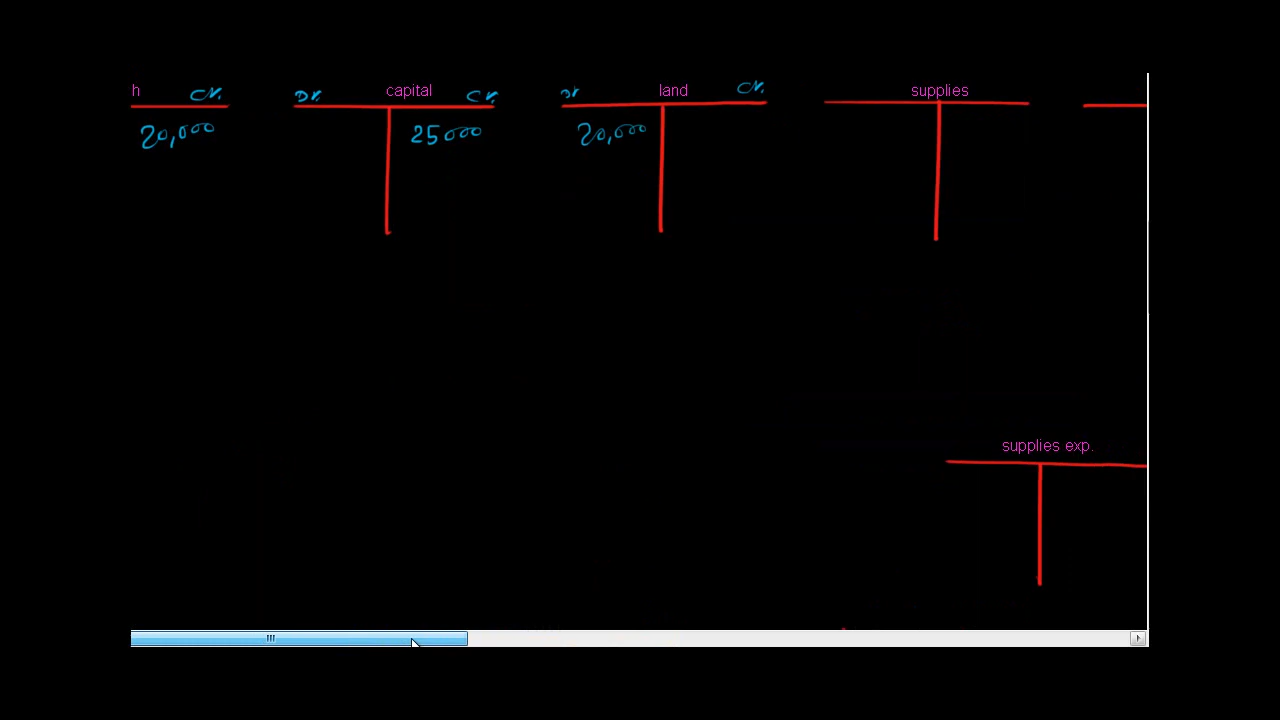 h Cr. Dr. capital Cr. Dr land Cr. supplies
20,000 25000 20,000
supplies exp.